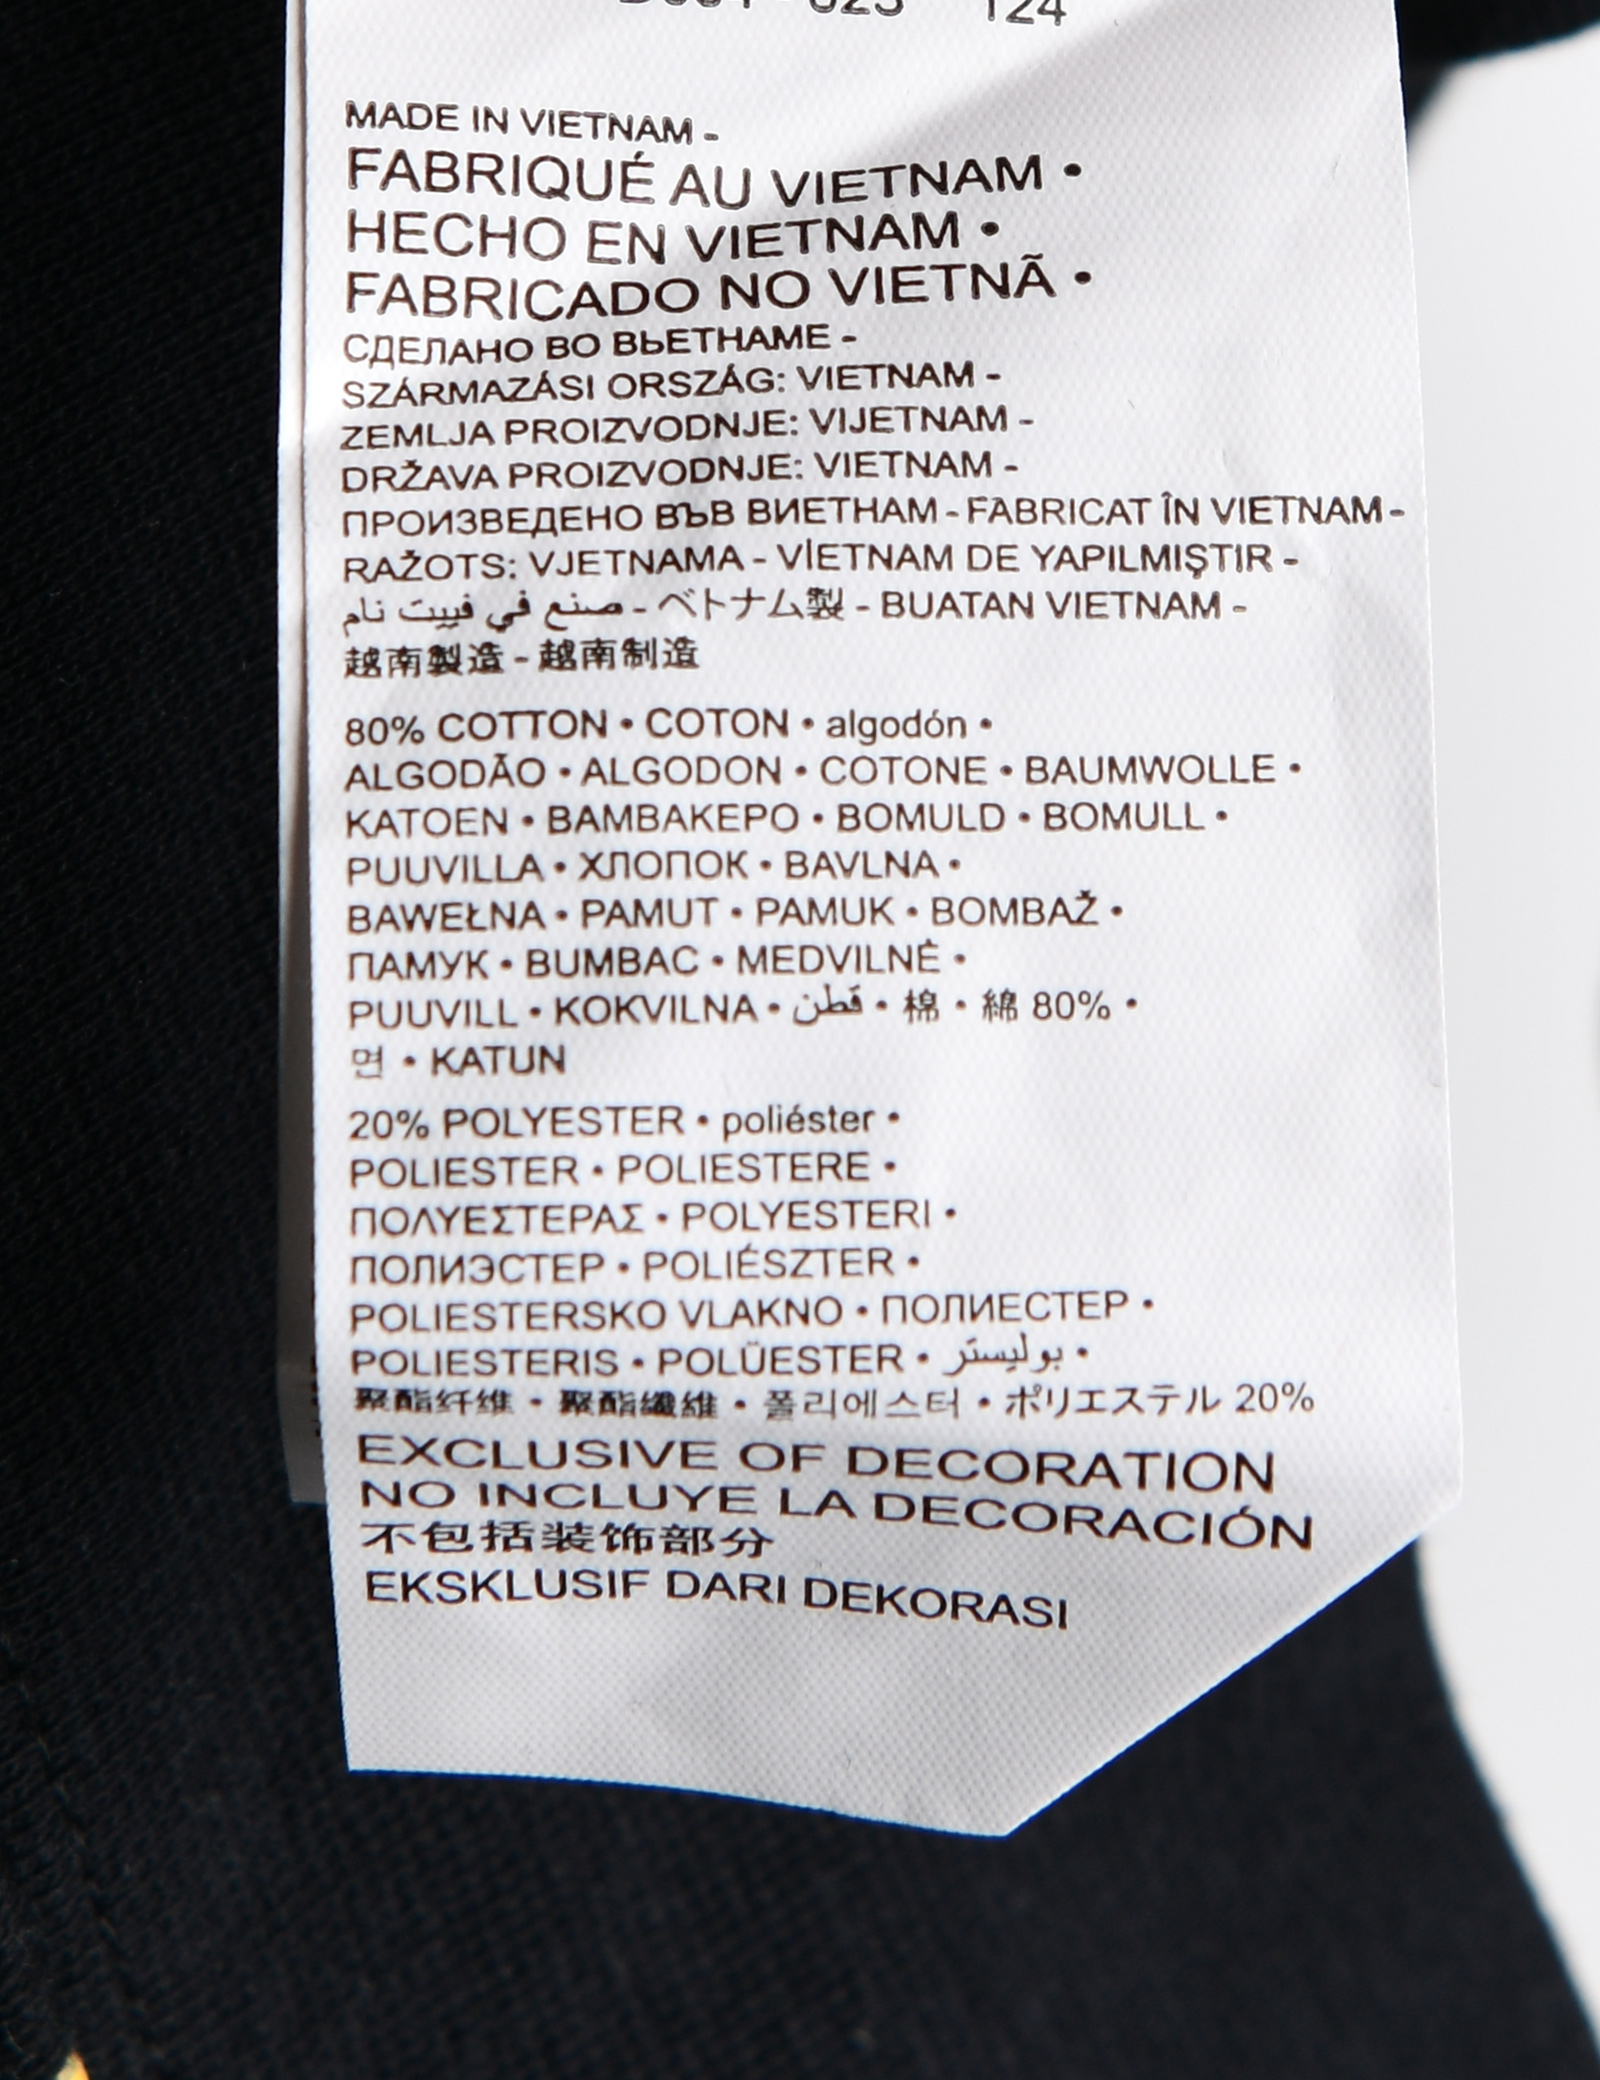 MADE IN VIETNAM -
FABRIQUÉ AU VIETNAM •
HECHO EN VIETNAM •
FABRICADO NO VIETNÃ •
СДЕЛАНО ВО ВЬЕТНАМЕ -
SZÁRMAZÁSI ORSZÁG: VIETNAM -
ZEMLJA PROIZVODNJE: VIJETNAM -
DRŽAVA PROIZVODNJE: VIETNAM -
ПРОИЗВЕДЕНО ВЪВ ВИЕТНАМ - FABRICAT ÎN VIETNAM -
RAŽOTS: VJETNAMA - VİETNAM DE YAPILMIŞTIR -
صنع في فييت نام - ベトナム製 - BUATAN VIETNAM -
越南製造 - 越南制造
80% COTTON • COTON • algodón •
ALGODÃO • ALGODON • COTONE • BAUMWOLLE •
KATOEN • ΒΑΜΒΑΚΕΡΟ • BOMULD • BOMULL •
PUUVILLA • ХЛОПОК • BAVLNA •
BAWEŁNA • PAMUT • PAMUK • BOMBAŽ •
ПАМУК • BUMBAC • MEDVILNĖ •
PUUVILL • KOKVILNA • قطن • 棉 • 綿 80% •
면 • KATUN
20% POLYESTER • poliéster •
POLIESTER • POLIESTERE •
ΠΟΛΥΕΣΤΕΡΑΣ • POLYESTERI •
ПОЛИЭСТЕР • POLIÉSZTER •
POLIESTERSKO VLAKNO • ПОЛИЕСТЕР •
POLIESTERIS • POLÜESTER • بوليستر •
聚酯纤维 • 聚酯纖維 • 폴리에스터 • ポリエステル 20%
EXCLUSIVE OF DECORATION
NO INCLUYE LA DECORACIÓN
不包括装饰部分
EKSKLUSIF DARI DEKORASI